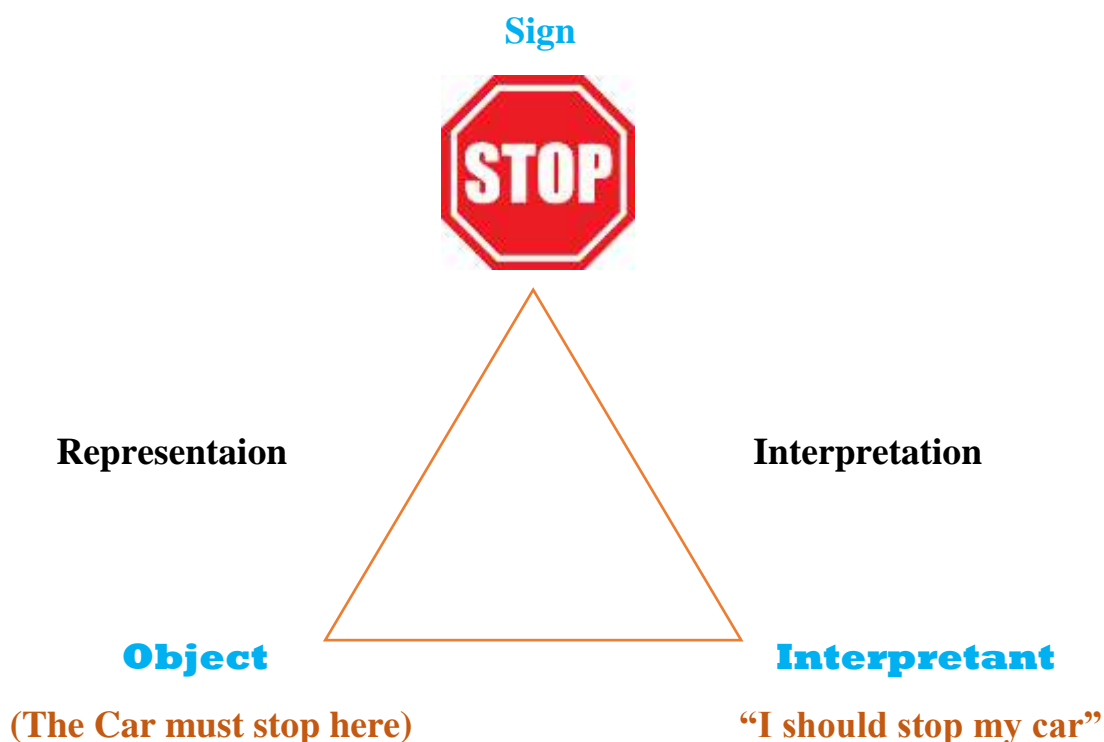 Sign
STOP
Representaion
Interpretation
Object
Interpretant
(The Car must stop here)
“I should stop my car”